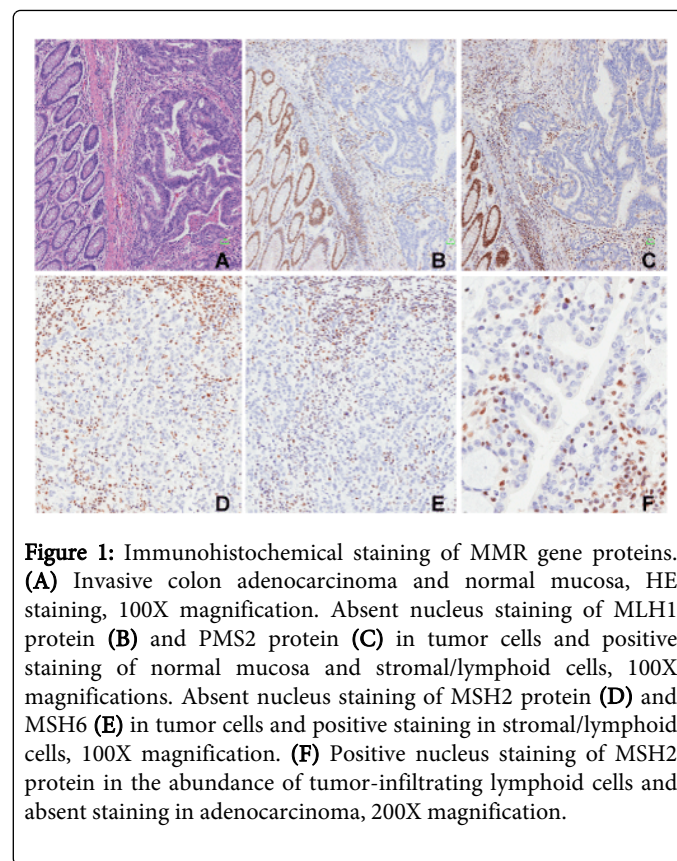 A
B
C
D
E
F
Figure 1: Immunohistochemical staining of MMR gene proteins.
(A) Invasive colon adenocarcinoma and normal mucosa, HE
staining, 100X magnification. Absent nucleus staining of MLH1
protein (B) and PMS2 protein (C) in tumor cells and positive
staining of normal mucosa and stromal/lymphoid cells, 100X
magnifications. Absent nucleus staining of MSH2 protein (D) and
MSH6 (E) in tumor cells and positive staining in stromal/lymphoid
cells, 100X magnification. (F) Positive nucleus staining of MSH2
protein in the abundance of tumor-infiltrating lymphoid cells and
absent staining in adenocarcinoma, 200X magnification.